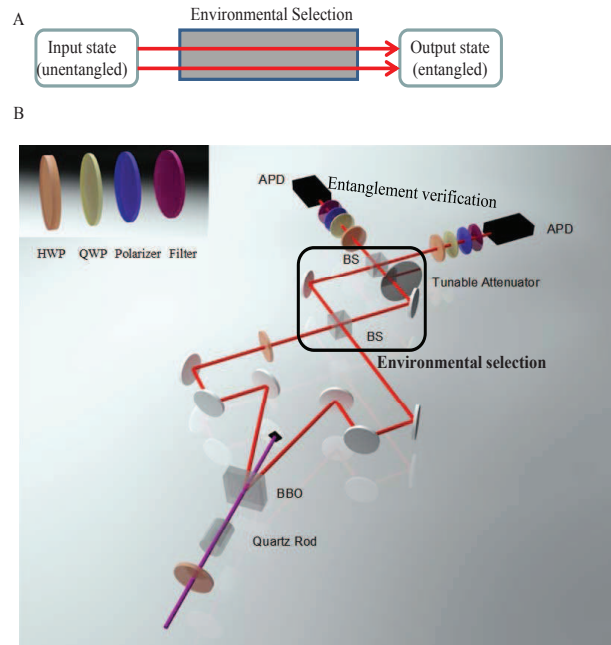 A
Environmental Selection
Input state
(unentangled)
Output state
(entangled)
B
HWP
QWP
Polarizer
Filter
APD
Entanglement verification
APD
BS
Tunable Attenuator
BS
Environmental selection
BBO
Quartz Rod